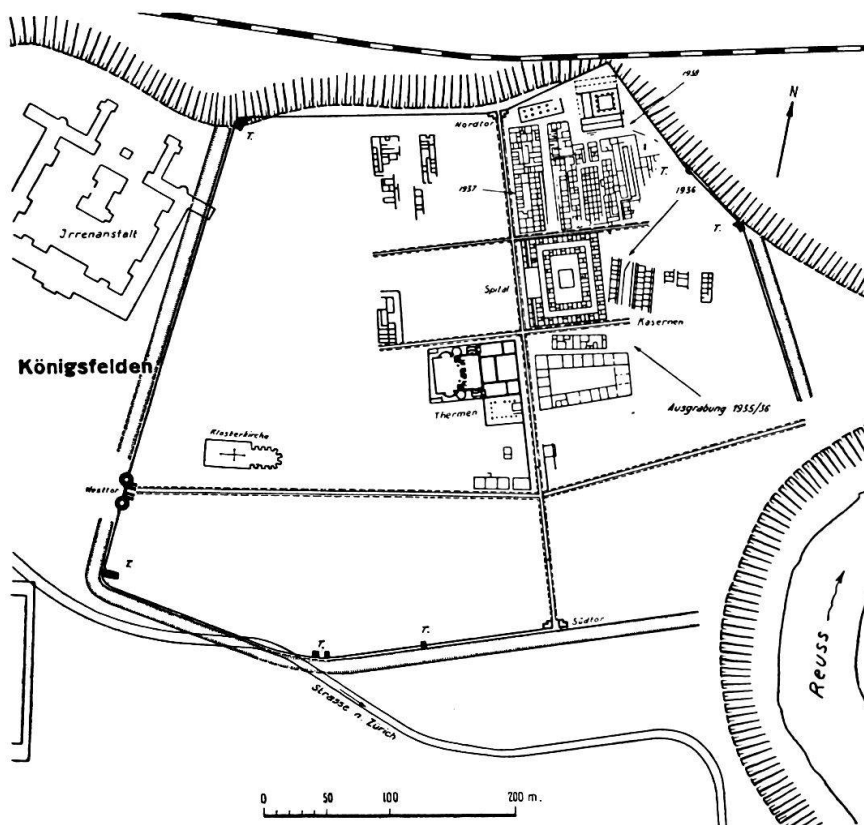 1938
N
T.
Nordtor
T.
1937
1936
T.
Irrenanstalt
Spital
Kasernen
Königsfelden
Thermen
Ausgrabung 1935/36
Klosterkirche
Westtor
T.
T.
T.
Südtor
Reuss
Strasse n. Zürich
0 50 100 200 m.